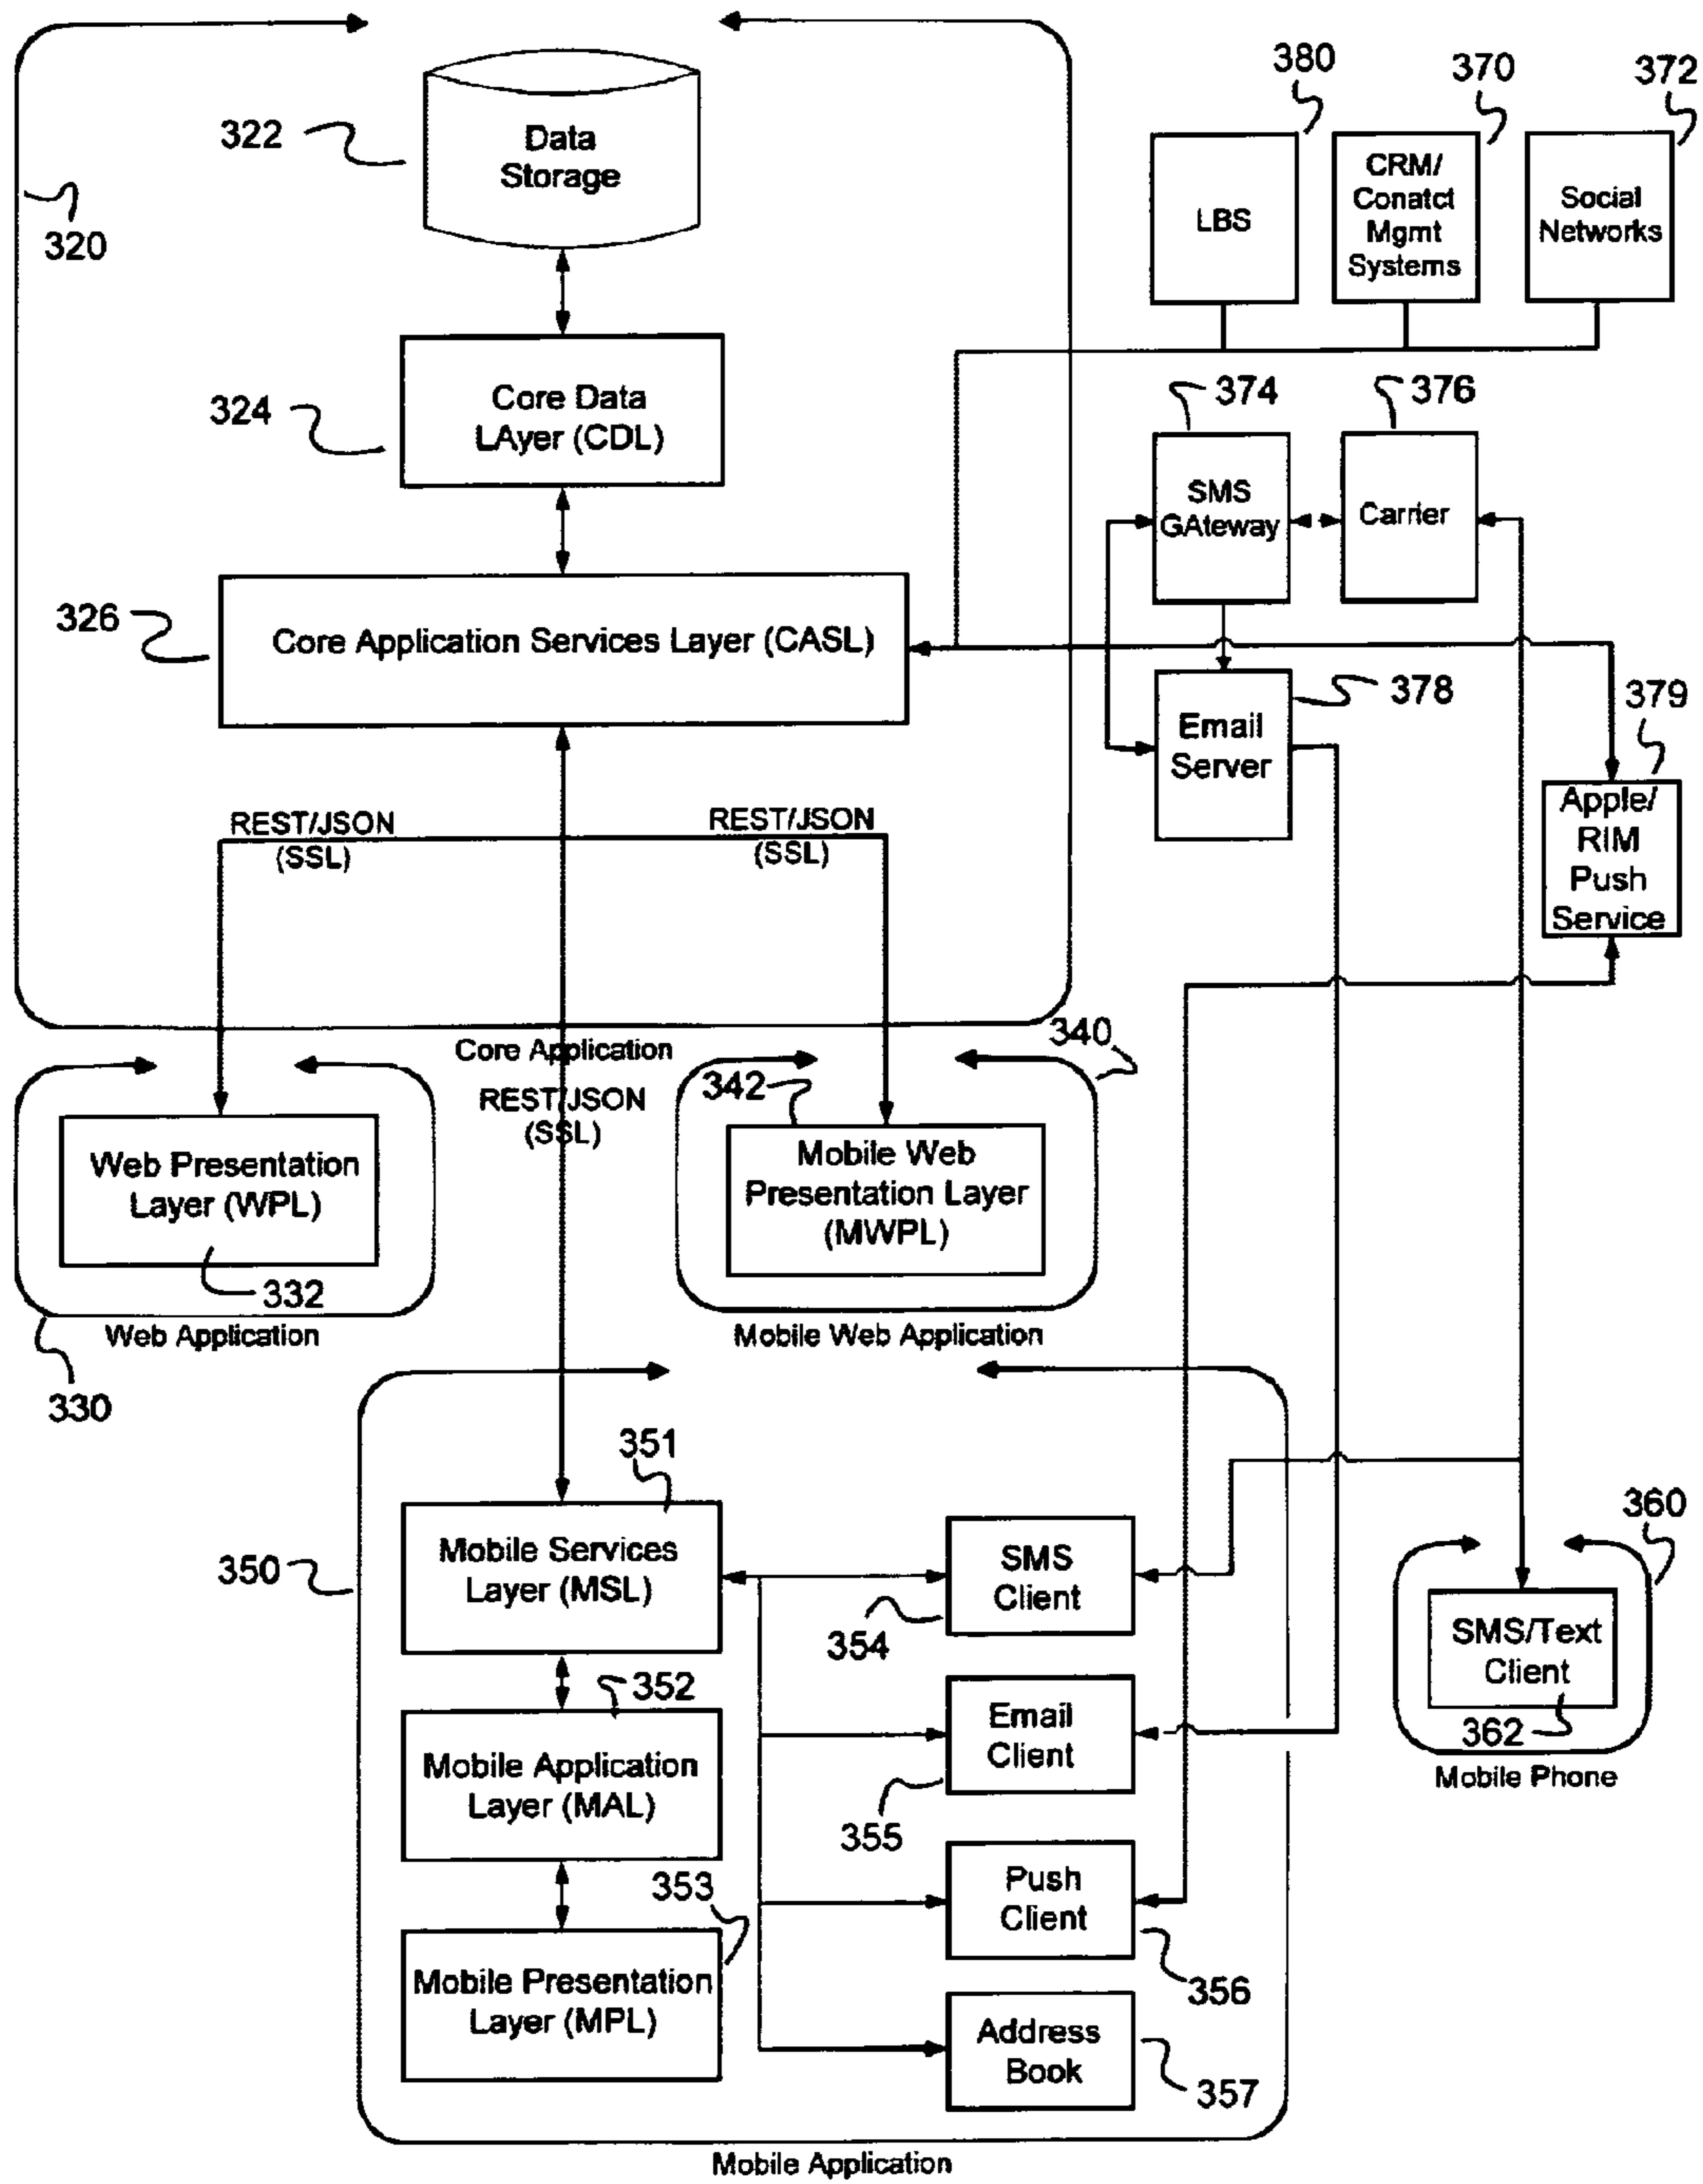 380
370
372
322
Data
Storage
320
LBS
CRM/
Conatct
Mgmt
Systems
Social
Networks
324
Core Data
LAyer (CDL)
374
376
SMS
GAteway
Carrier
326
Core Application Services Layer (CASL)
378
379
Email
Server
Apple/
RIM
Push
Service
REST/JSON
(SSL)
REST/JSON
(SSL)
Core Application
340
REST/JSON
(SSL)
342
Web Presentation
Layer (WPL)
332
Mobile Web
Presentation Layer
(MWPL)
Web Application
Mobile Web Application
330
351
350
Mobile Services
Layer (MSL)
SMS
Client
354
360
SMS/Text
Client
362
Mobile Phone
352
Mobile Application
Layer (MAL)
Email
Client
355
353
Push
Client
356
Mobile Presentation
Layer (MPL)
Address
Book
357
Mobile Application